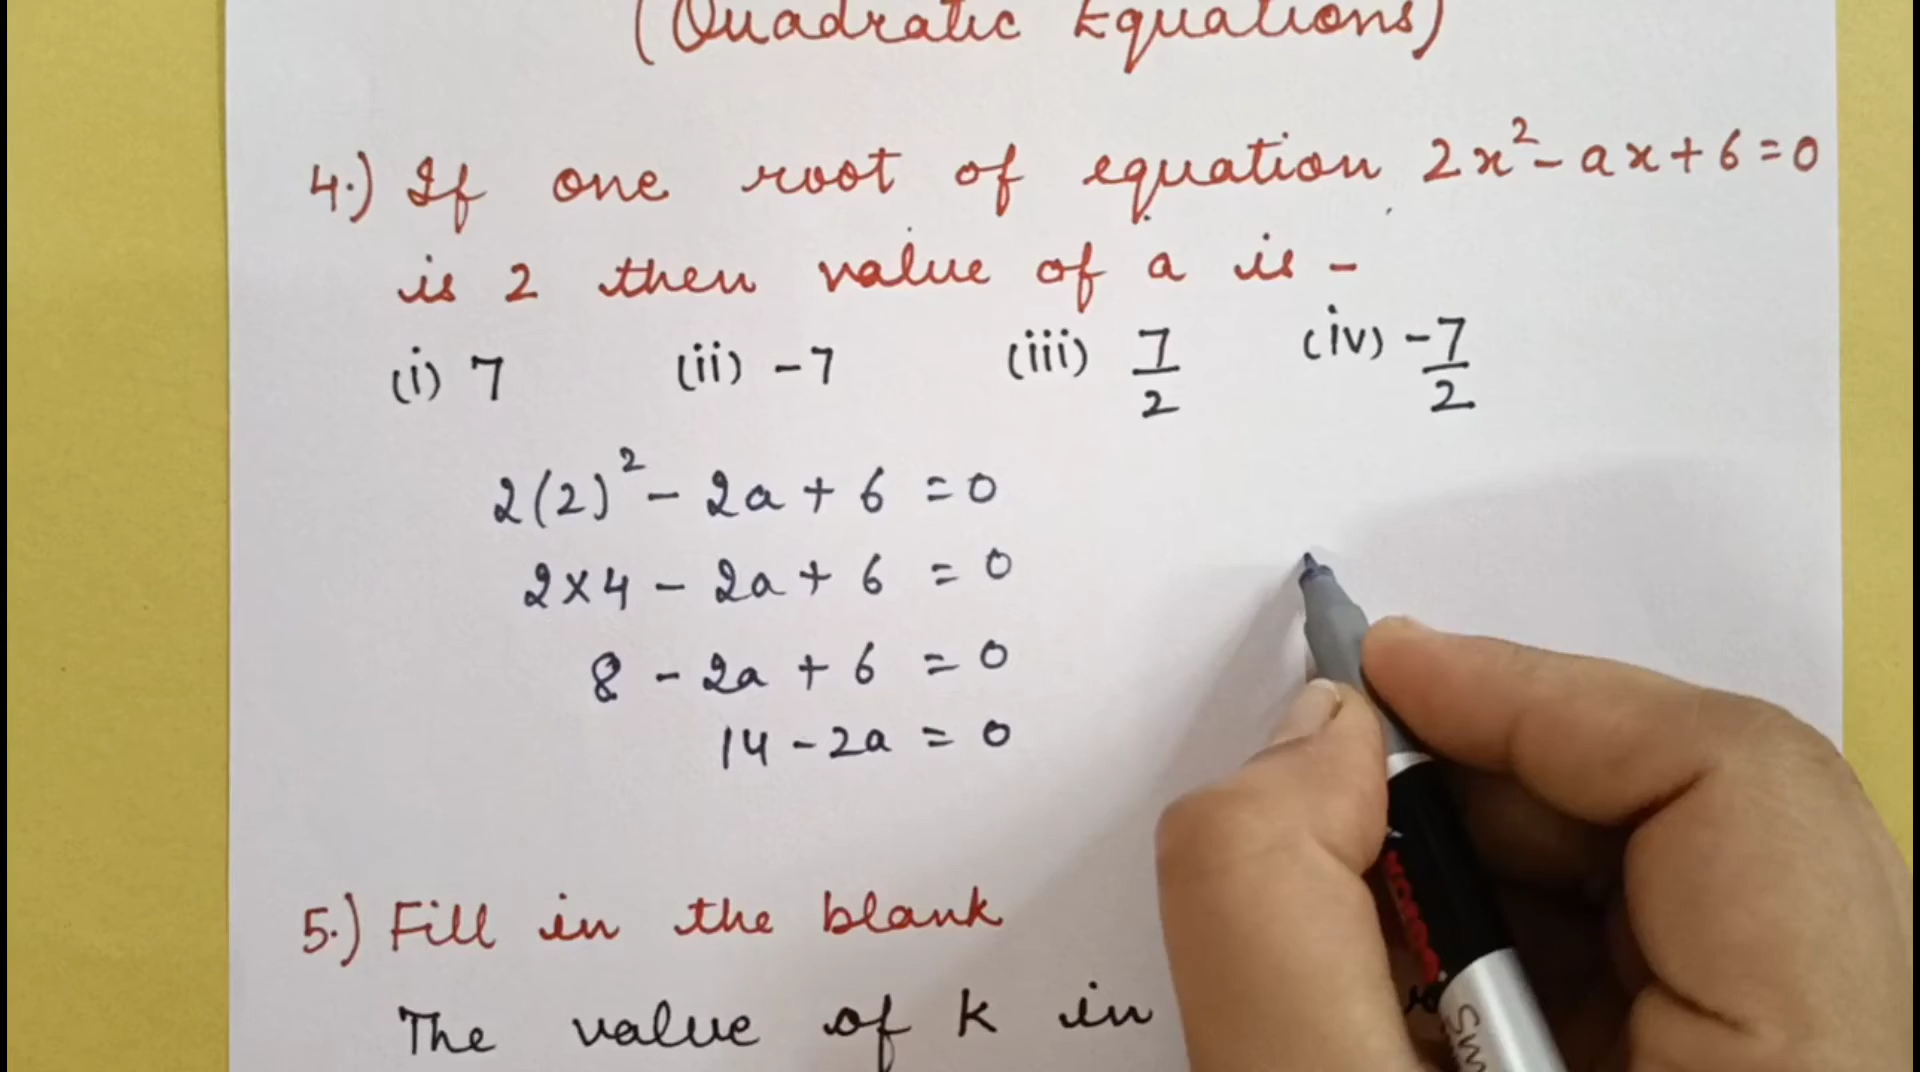 (Quadratic Equations)
4.) If one root of equation 2x² - ax + 6 = 0
is 2 then value of a is -
(i) 7 (ii) -7 (iii) 7/2 (iv) -7/2
2(2)² - 2a + 6 = 0
2×4 - 2a + 6 = 0
8 - 2a + 6 = 0
14 - 2a = 0
5.) Fill in the blank
The value of k in